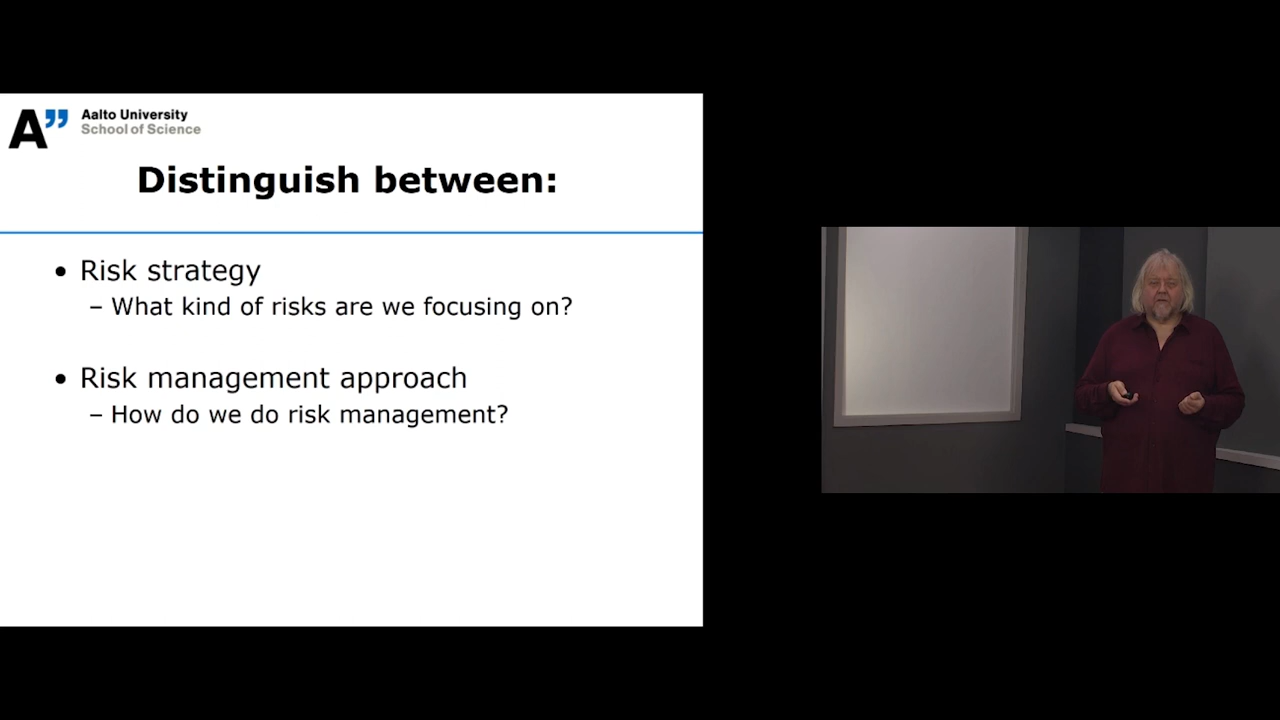 A”
Aalto University
School of Science
Distinguish between:
• Risk strategy
– What kind of risks are we focusing on?
• Risk management approach
– How do we do risk management?